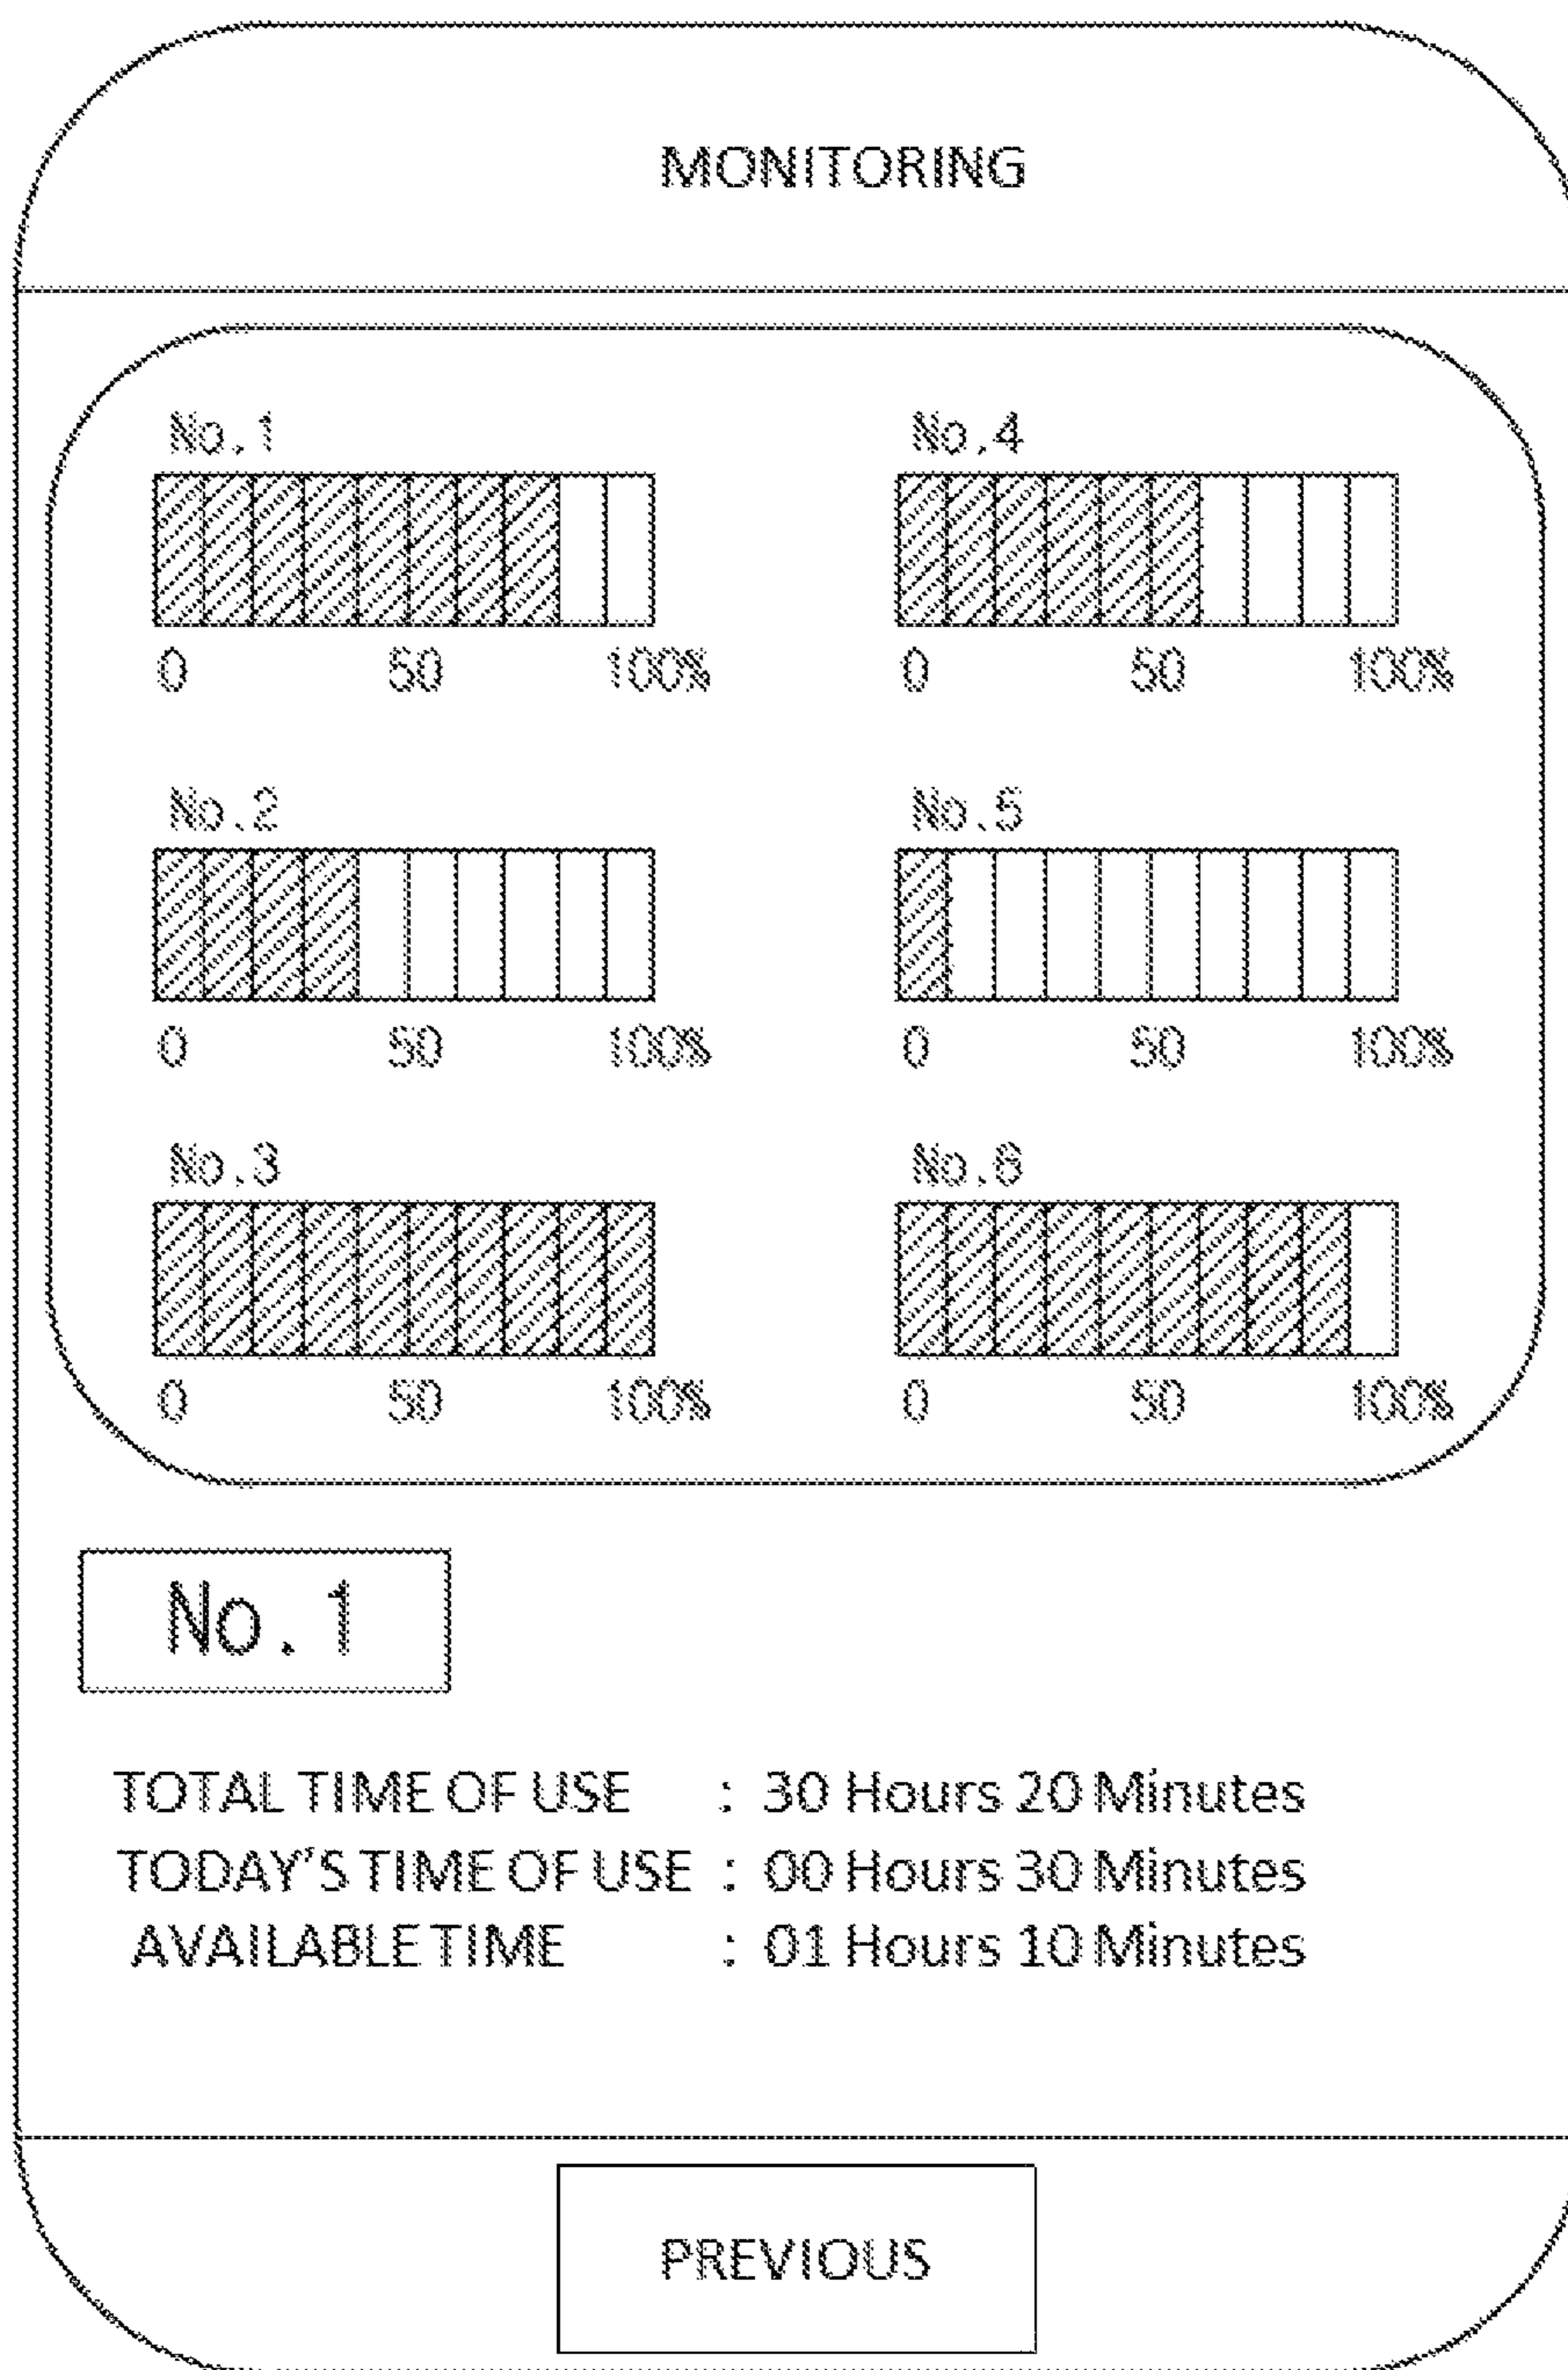 MONITORING
No.1
0 50 100%
No.4
0 50 100%
No.2
0 50 100%
No.5
0 50 100%
No.3
0 50 100%
No.6
0 50 100%
No. 1
TOTAL TIME OF USE : 30 Hours 20 Minutes
TODAY'S TIME OF USE : 00 Hours 30 Minutes
AVAILABLE TIME : 01 Hours 10 Minutes
PREVIOUS